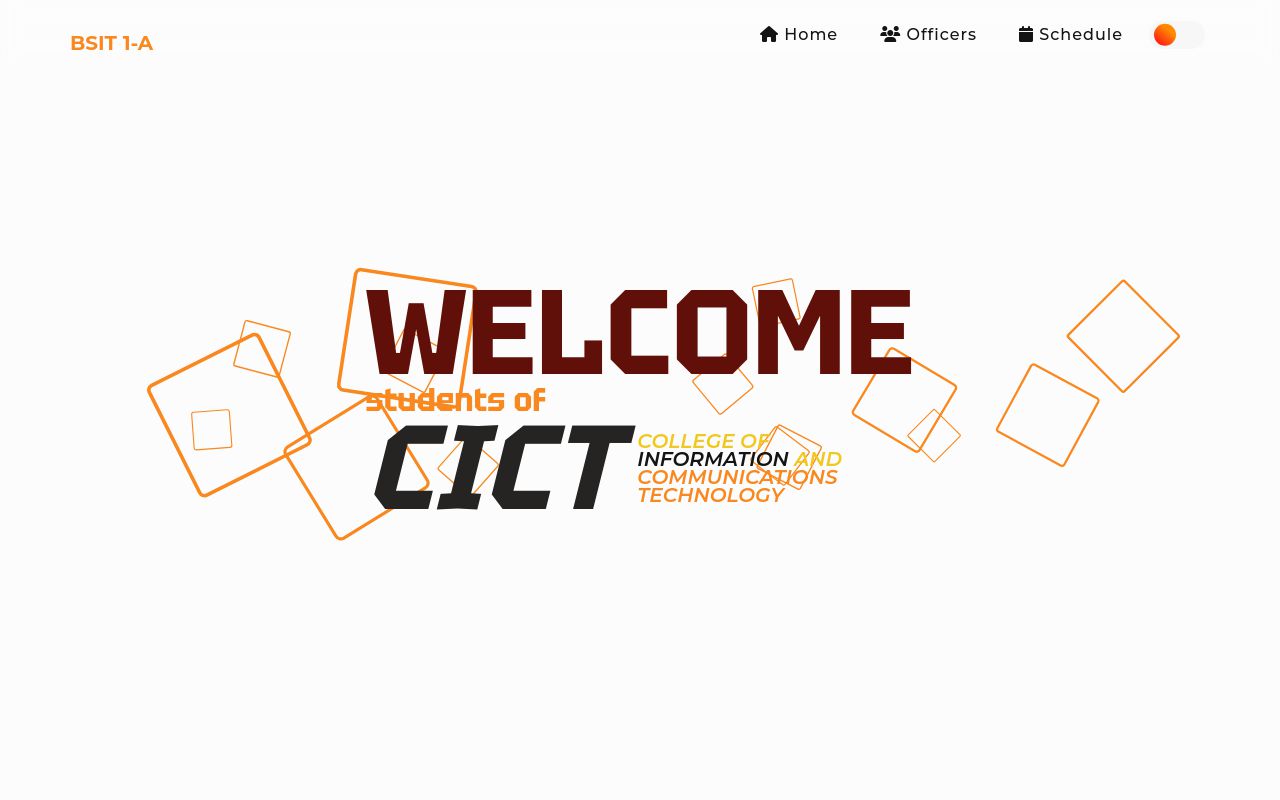 BSIT 1-A
Home
Officers
Schedule
WELCOME
students of
CICT
COLLEGE OF
INFORMATION AND
COMMUNICATIONS
TECHNOLOGY